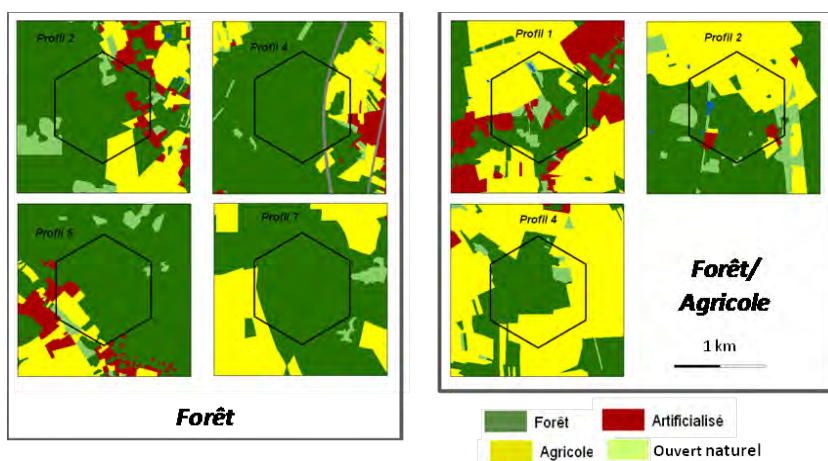 Profil 2
Profil 4
Profil 6
Profil 7
Forêt
Profil 1
Profil 2
Profil 4
Forêt/
Agricole
1 km
Forêt
Artificialisé
Agricole
Ouvert naturel